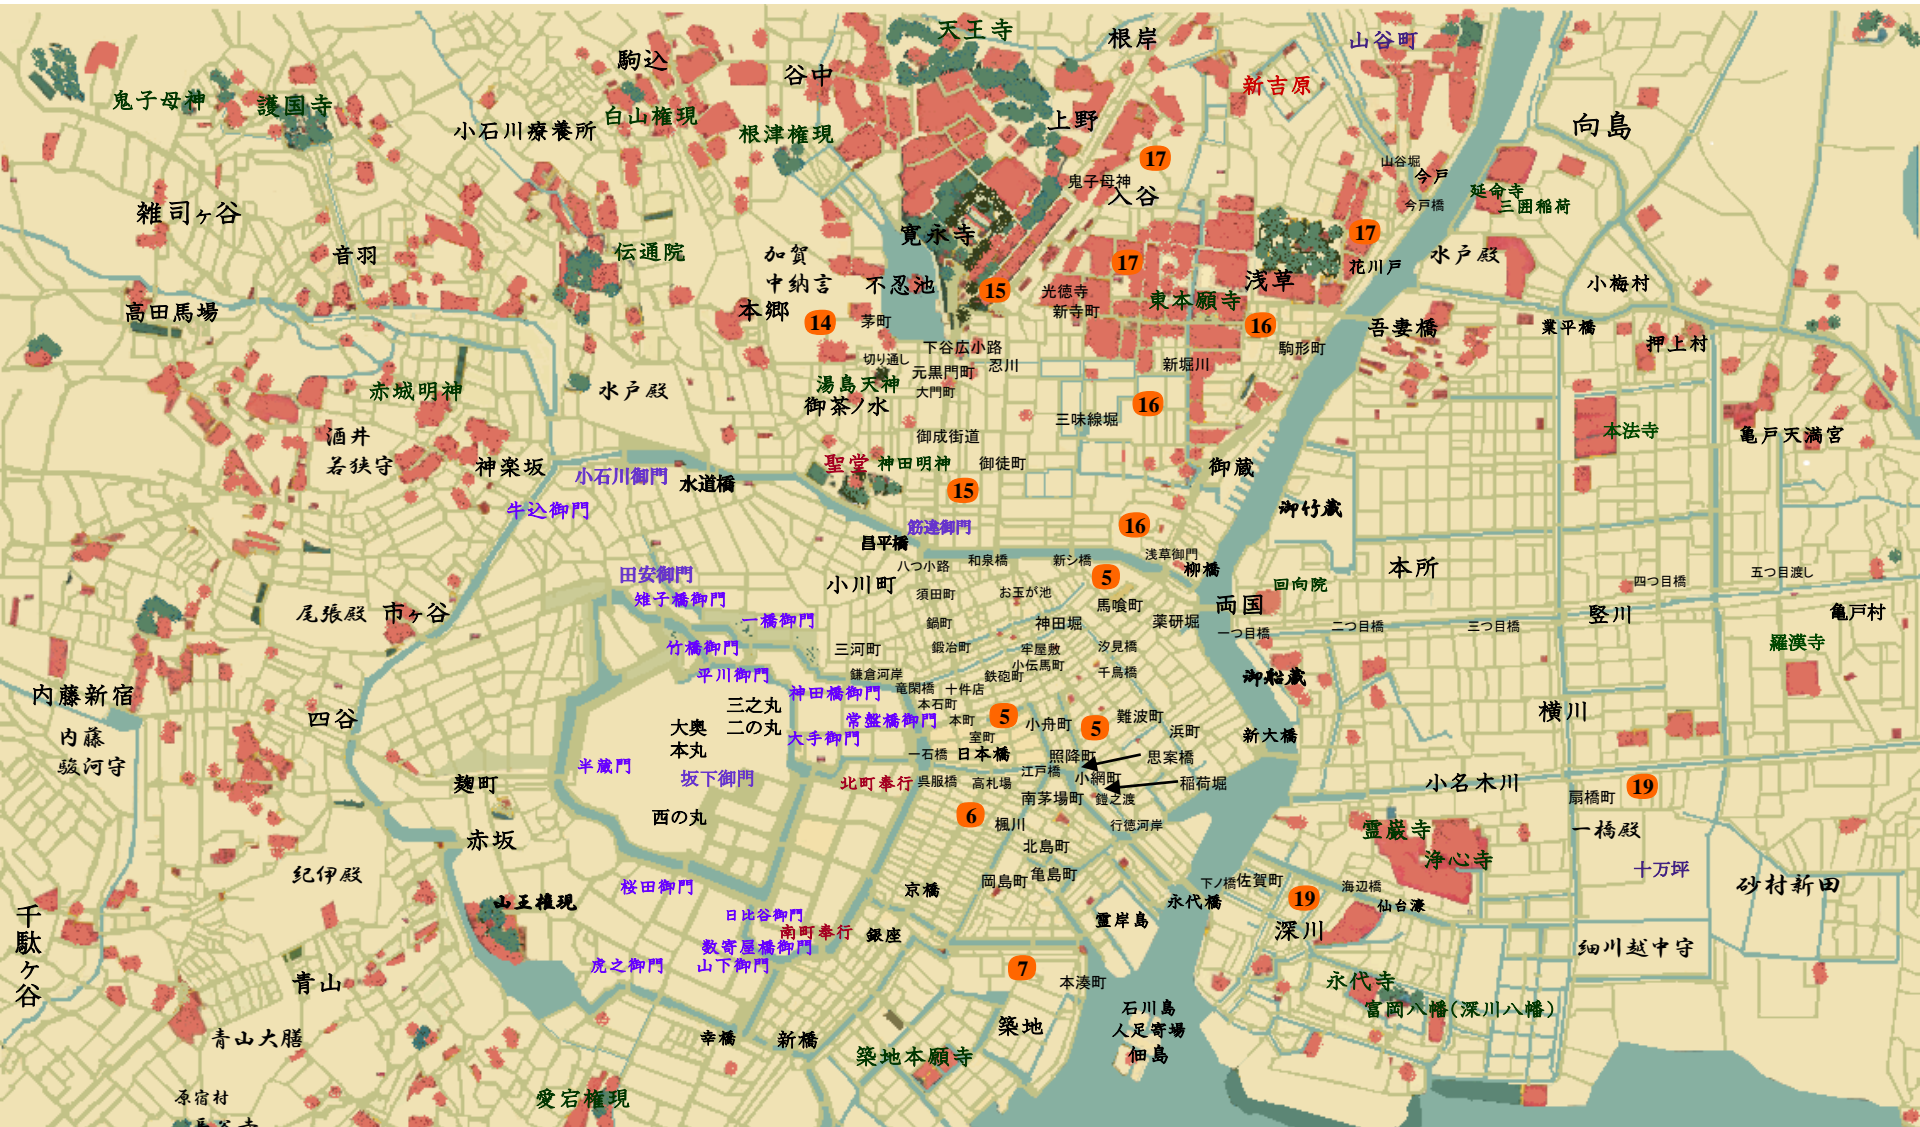 天王寺
根岸
山谷町
駒込
谷中
新吉原
鬼子母神
護国寺
白山権現
小石川療養所
根津権現
上野
向島
17
山谷堀
鬼子母神
入谷
今戸
延命寺
今戸橋
三囲稲荷
雑司ヶ谷
音羽
伝通院
加賀
中納言
寛永寺
17
花川戸
水戸殿
17
浅草
不忍池
15
光徳寺
新寺町
東本願寺
小梅村
高田馬場
本郷
14
茅町
16
吾妻橋
業平橋
押上村
駒形町
下谷広小路
切り通し
元黒門町
忍川
新堀川
赤城明神
水戸殿
湯島天神
大門町
御茶ノ水
16
三味線堀
本法寺
亀戸天満宮
酒井
若狭守
御成街道
神楽坂
小石川御門
水道橋
聖堂
神田明神
御徒町
御蔵
15
牛込御門
筋違御門
16
御竹蔵
昌平橋
八つ小路
和泉橋
新シ橋
浅草御門
柳橋
本所
田安御門
小川町
5
回向院
四つ目橋
五つ目渡し
雉子橋御門
須田町
お玉が池
馬喰町
両国
尾張殿
市ヶ谷
一橋御門
鍋町
神田堀
薬研堀
一つ目橋
二つ目橋
三つ目橋
竪川
亀戸村
竹橋御門
三河町
鍛冶町
牢屋敷
汐見橋
羅漢寺
小伝馬町
平川御門
鎌倉河岸
鉄砲町
千鳥橋
御船蔵
内藤新宿
神田橋御門
竜閑橋
十件店
三之丸
本石町
四谷
大奥
二の丸
常盤橋御門
本町
5
小舟町
5
難波町
横川
内藤
駿河守
本丸
大手御門
室町
浜町
新大橋
一石橋
日本橋
照降町
思案橋
半蔵門
坂下御門
北町奉行
呉服橋
高札場
江戸橋
小網町
稲荷堀
麹町
南茅場町
鎧之渡
小名木川
19
扇橋町
西の丸
6
楓川
行徳河岸
霊巌寺
一橋殿
赤坂
北島町
浄心寺
紀伊殿
桜田御門
岡島町
亀島町
下ノ橋
佐賀町
海辺橋
十万坪
砂村新田
京橋
19
山王権現
永代橋
仙台濠
千駄ヶ谷
日比谷御門
霊岸島
南町奉行
銀座
深川
数寄屋橋御門
細川越中守
虎之御門
山下御門
7
青山
本湊町
永代寺
石川島
人足寄場
富岡八幡(深川八幡)
青山大膳
幸橋
新橋
築地
佃島
築地本願寺
原宿村
愛宕権現